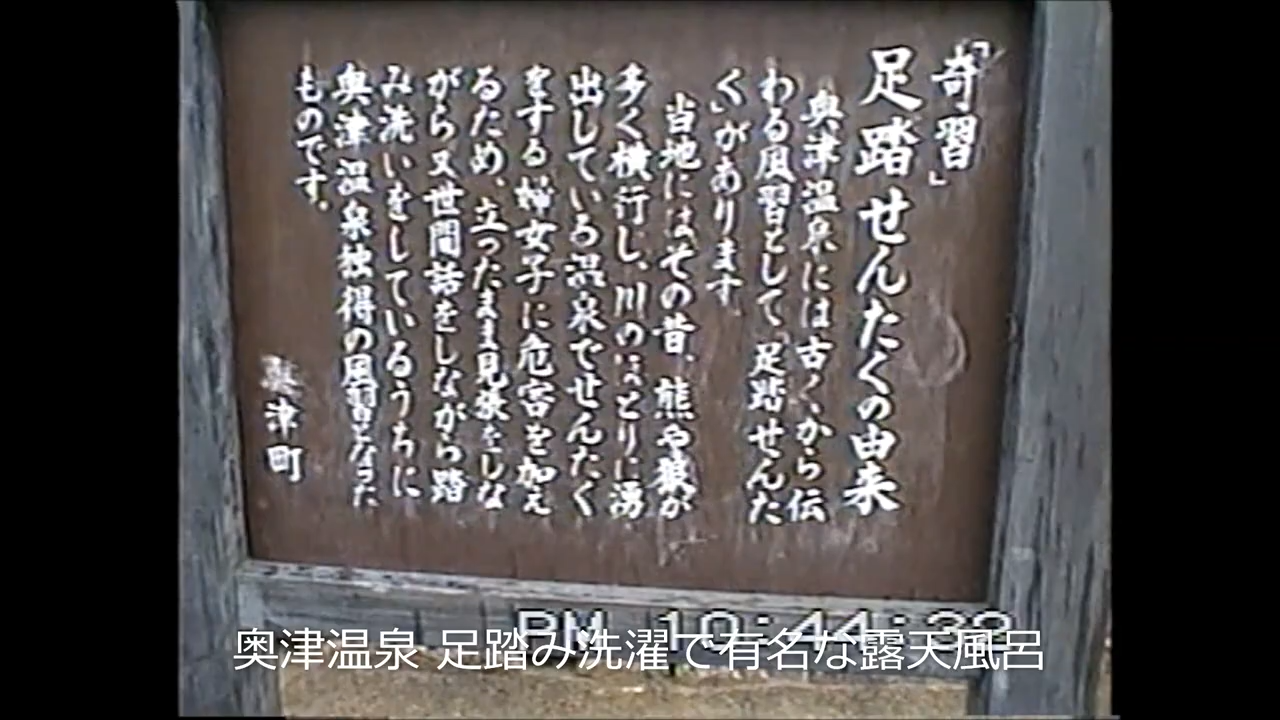 「奇習」
足踏せんたくの由来
奥津温泉には古くから伝
わる風習として「足踏せんた
く」があります。
当地にはその昔、熊や狼が
多く横行し、川のほとりに湧
出している温泉でせんたく
をする婦女子に危害を加え
るため、立ったまま見張をしな
がら又世間話をしながら踏
み洗いをしているうちに
奥津温泉独得の風習となった
ものです。
奥津町
PM 10:44:32
奥津温泉 足踏み洗濯で有名な露天風呂